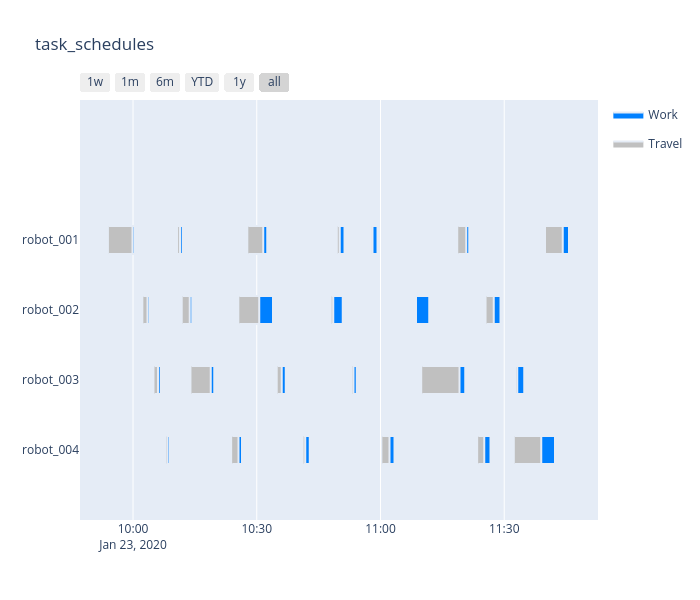 task_schedules
1w 1m 6m YTD 1y all
Work
Travel
robot_001
robot_002
robot_003
robot_004
10:00 10:30 11:00 11:30
Jan 23, 2020